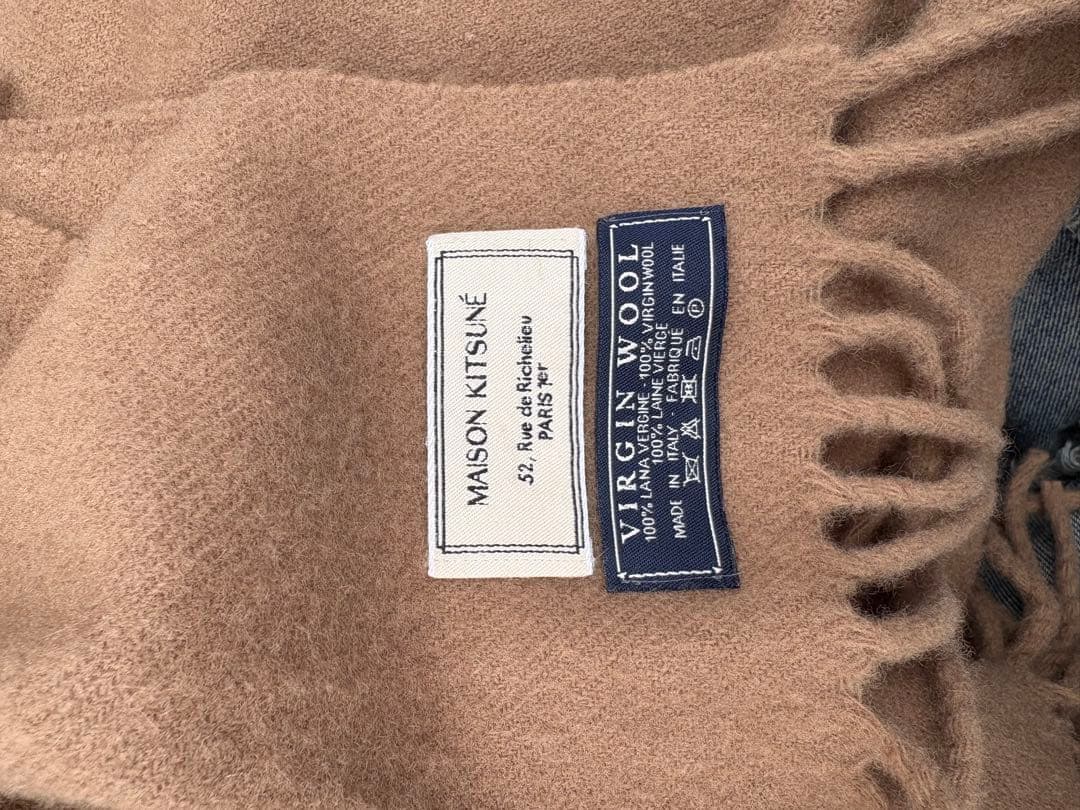 MAISON KITSUNÉ
52, Rue de Richelieu
PARIS 1er
VIRGIN WOOL
100% LANA VERGINE - 100% VIRGIN WOOL
100% LAINE VIERGE
MADE IN ITALY · FABRIQUÉ EN ITALIE
P